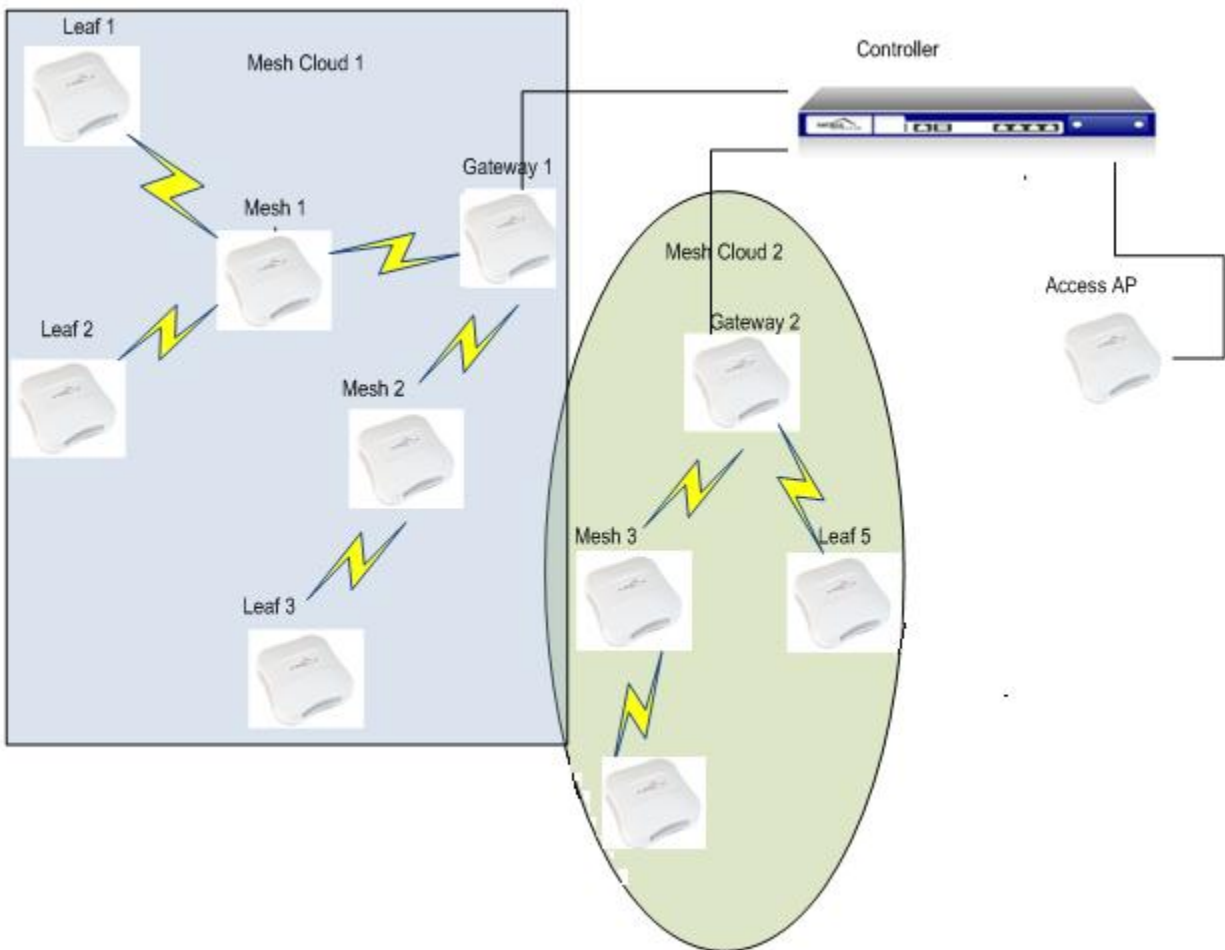 Leaf 1
Mesh Cloud 1
Controller
Gateway 1
Mesh 1
Mesh Cloud 2
Access AP
Leaf 2
Gateway 2
Mesh 2
Mesh 3
Leaf 5
Leaf 3